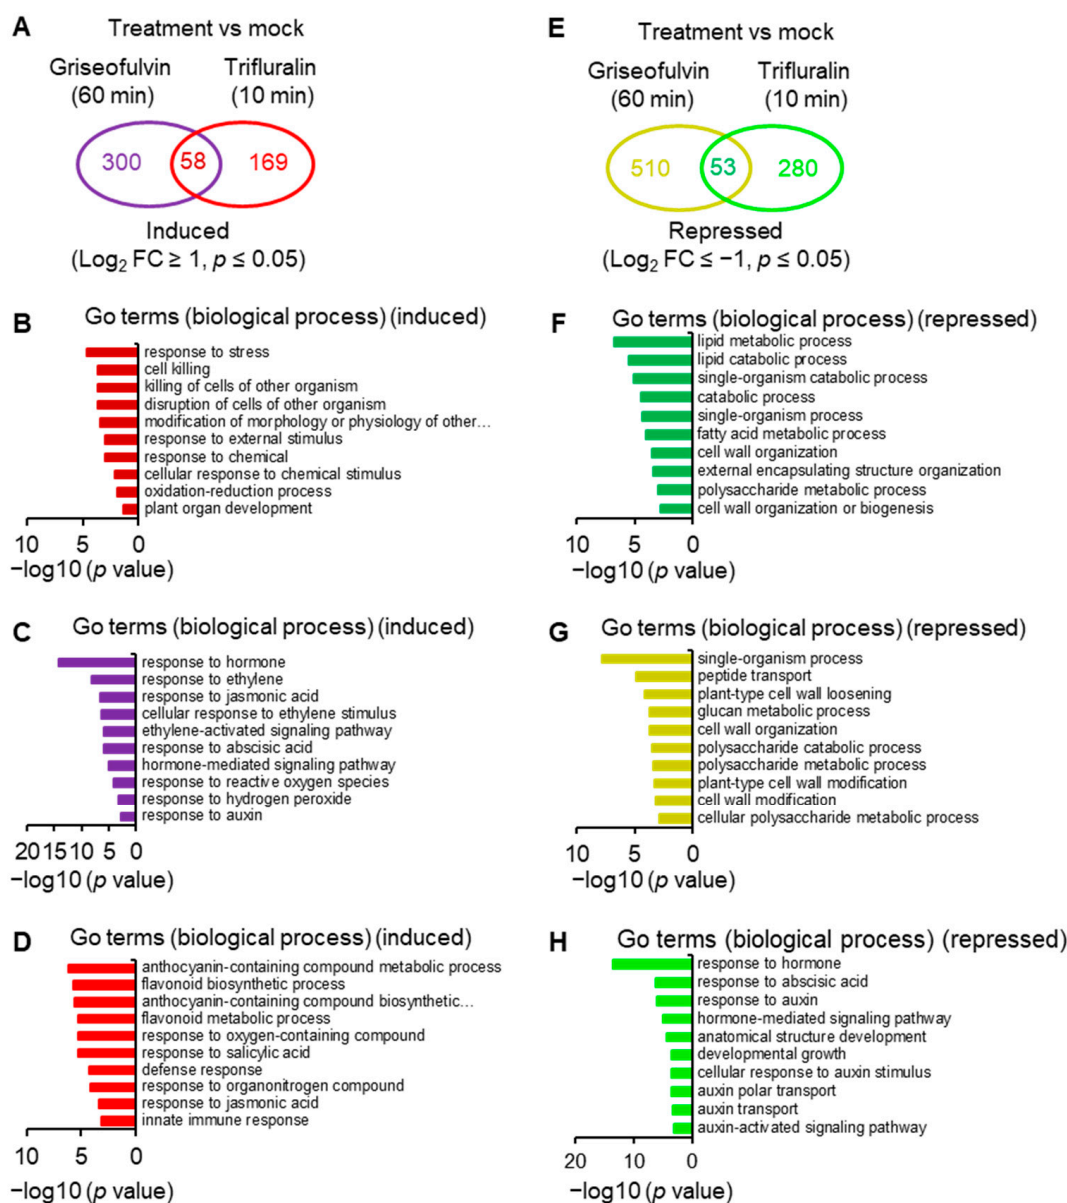 A
Treatment vs mock
Griseofulvin
(60 min)
Trifluralin
(10 min)
300
58
169
Induced
(Log2 FC ≥ 1, p ≤ 0.05)
B
Go terms (biological process) (induced)
response to stress
cell killing
killing of cells of other organism
disruption of cells of other organism
modification of morphology or physiology of other…
response to external stimulus
response to chemical
cellular response to chemical stimulus
oxidation-reduction process
plant organ development
10 5 0
−log10 (p value)
C
Go terms (biological process) (induced)
response to hormone
response to ethylene
response to jasmonic acid
cellular response to ethylene stimulus
ethylene-activated signaling pathway
response to abscisic acid
hormone-mediated signaling pathway
response to reactive oxygen species
response to hydrogen peroxide
response to auxin
20 15 10 5 0
−log10 (p value)
D
Go terms (biological process) (induced)
anthocyanin-containing compound metabolic process
flavonoid biosynthetic process
anthocyanin-containing compound biosynthetic…
flavonoid metabolic process
response to oxygen-containing compound
response to salicylic acid
defense response
response to organonitrogen compound
response to jasmonic acid
innate immune response
10 5 0
−log10 (p value)
E
Treatment vs mock
Griseofulvin
(60 min)
Trifluralin
(10 min)
510
53
280
Repressed
(Log2 FC ≤ −1, p ≤ 0.05)
F
Go terms (biological process) (repressed)
lipid metabolic process
lipid catabolic process
single-organism catabolic process
catabolic process
single-organism process
fatty acid metabolic process
cell wall organization
external encapsulating structure organization
polysaccharide metabolic process
cell wall organization or biogenesis
10 5 0
−log10 (p value)
G
Go terms (biological process) (repressed)
single-organism process
peptide transport
plant-type cell wall loosening
glucan metabolic process
cell wall organization
polysaccharide catabolic process
polysaccharide metabolic process
plant-type cell wall modification
cell wall modification
cellular polysaccharide metabolic process
10 5 0
−log10 (p value)
H
Go terms (biological process) (repressed)
response to hormone
response to abscisic acid
response to auxin
hormone-mediated signaling pathway
anatomical structure development
developmental growth
cellular response to auxin stimulus
auxin polar transport
auxin transport
auxin-activated signaling pathway
20 10 0
−log10 (p value)